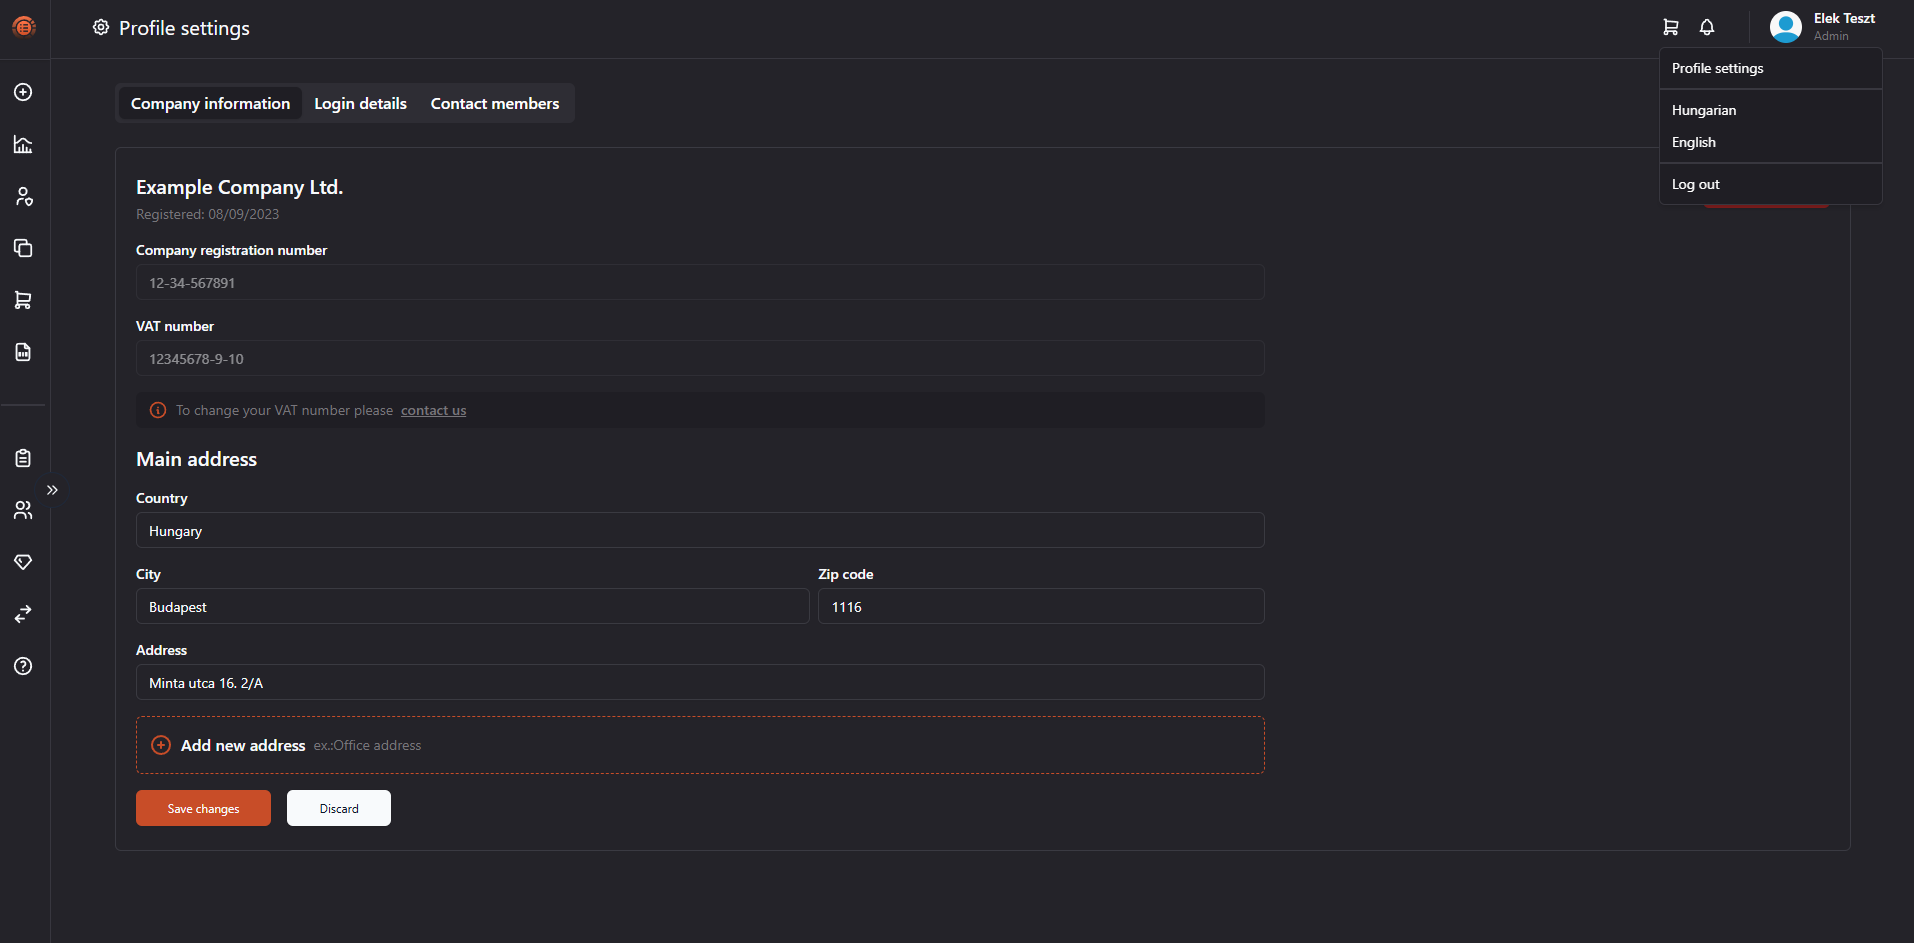 Profile settings
Elek Teszt
Admin
Profile settings
Hungarian
English
Log out
Company information
Login details
Contact members
Example Company Ltd.
Registered: 08/09/2023
Company registration number
12-34-567891
VAT number
12345678-9-10
To change your VAT number please contact us
Main address
Country
Hungary
City
Zip code
Budapest
1116
Address
Minta utca 16. 2/A
Add new address ex.:Office address
Save changes
Discard